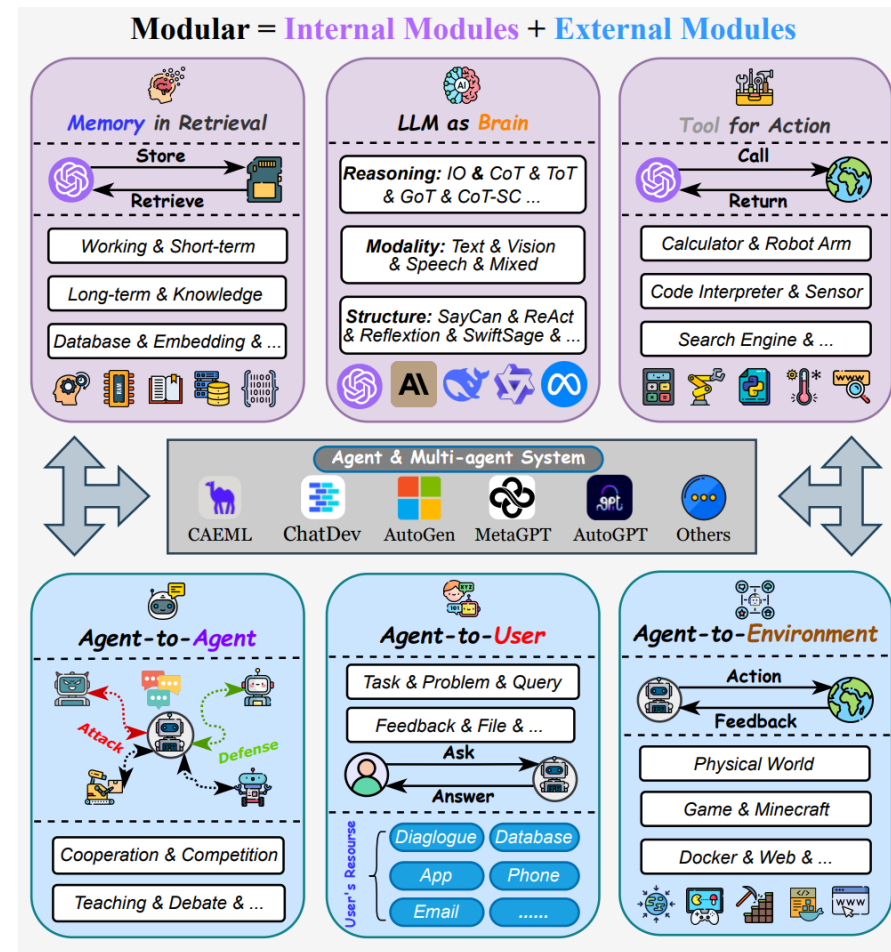 Modular = Internal Modules + External Modules
Memory in Retrieval
Store
Retrieve
Working & Short-term
Long-term & Knowledge
Database & Embedding & ...
AI
LLM as Brain
Reasoning: IO & CoT & ToT
& GoT & CoT-SC ...
Modality: Text & Vision
& Speech & Mixed
Structure: SayCan & ReAct
& Reflextion & SwiftSage & ...
Tool for Action
Call
Return
Calculator & Robot Arm
Code Interpreter & Sensor
Search Engine & ...
www
Agent & Multi-agent System
CAEML
ChatDev
AutoGen
MetaGPT
gpt
AutoGPT
Others
Agent-to-Agent
Attack
Defense
Cooperation & Competition
Teaching & Debate & ...
Agent-to-User
Task & Problem & Query
Feedback & File & ...
Ask
Answer
User's Resourse
Diaglogue
Database
App
Phone
Email
......
Agent-to-Environment
Action
Feedback
Physical World
Game & Minecraft
Docker & Web & ...
www